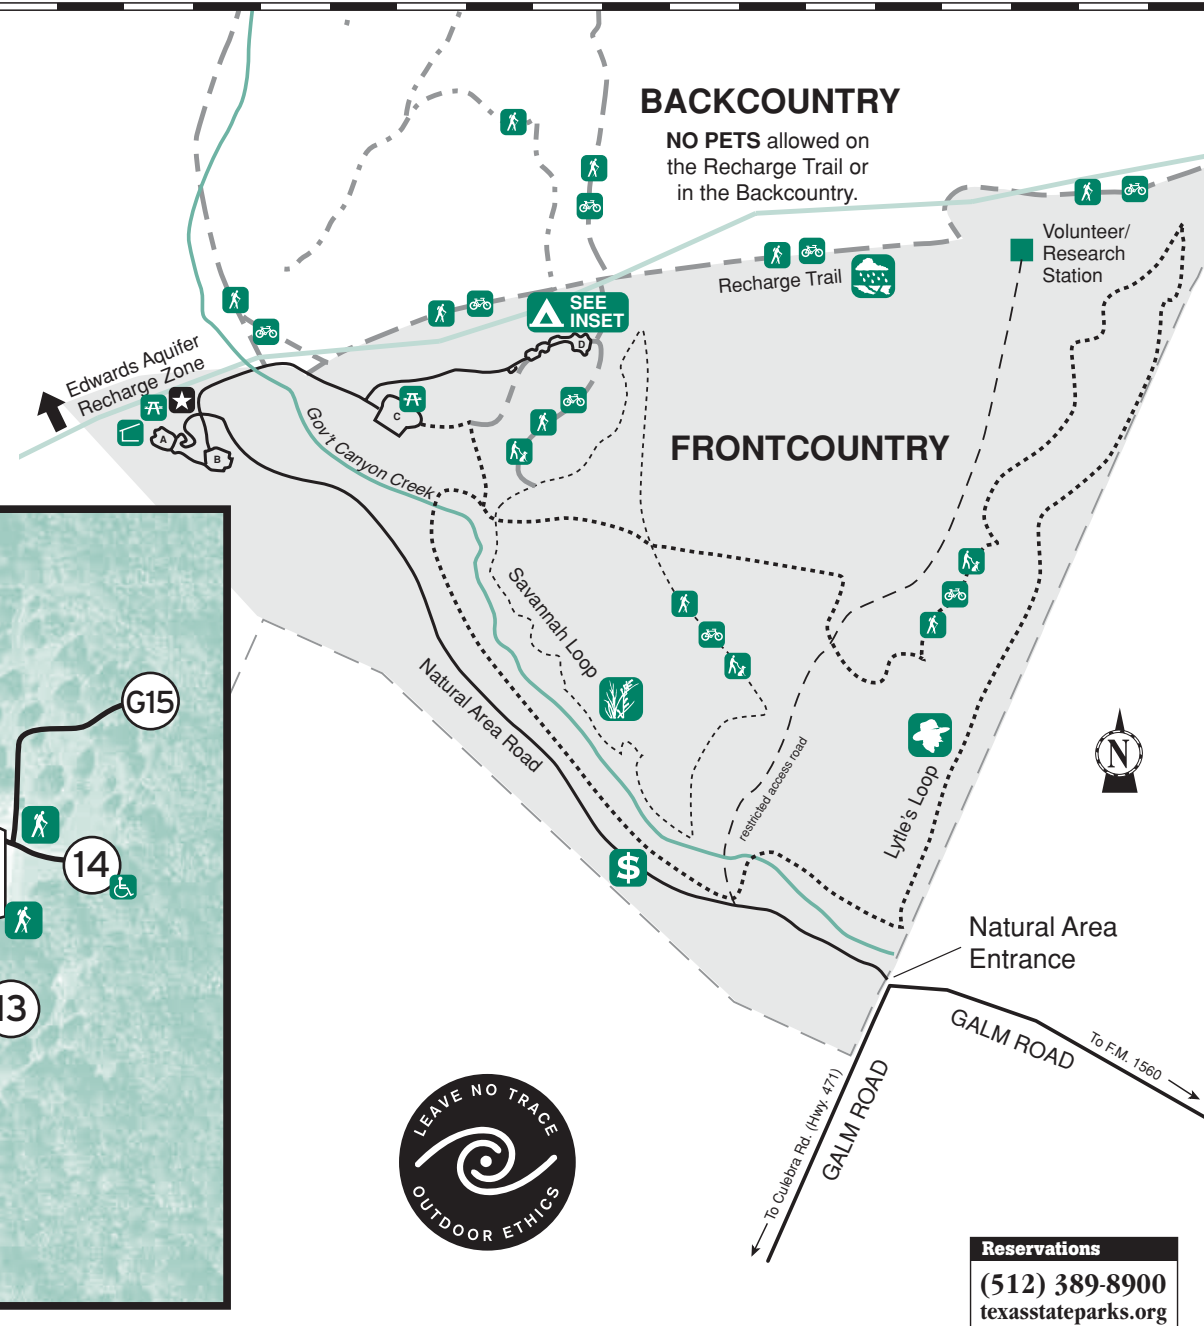 BACKCOUNTRY
NO PETS allowed on
the Recharge Trail or
in the Backcountry.
Volunteer/
Research
Station
Recharge Trail
SEE
INSET
Edwards Aquifer
Recharge Zone
A
B
C
D
Gov't Canyon Creek
FRONTCOUNTRY
Savannah Loop
Natural Area Road
restricted access road
Lytle's Loop
N
$
G15
14
13
Natural Area
Entrance
GALM ROAD
To F.M. 1560
To Culebra Rd. (Hwy. 471)
GALM ROAD
LEAVE NO TRACE
OUTDOOR ETHICS
Reservations
(512) 389-8900
texasstateparks.org